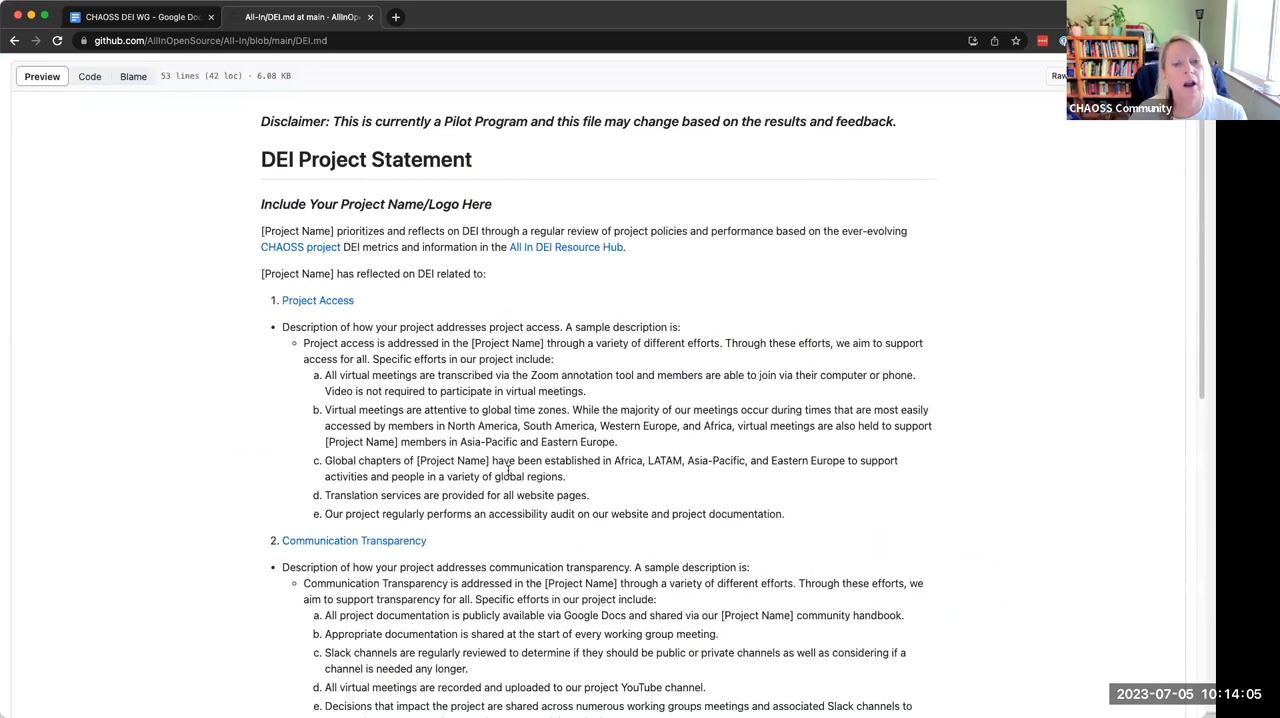 CHAOSS DEI WG - Google Doc
All-In/DEI.md at main · AllInOp
github.com/AllInOpenSource/All-In/blob/main/DEI.md
Preview
Code
Blame
53 lines (42 loc) · 6.08 KB
Raw
CHAOSS Community
Disclaimer: This is currently a Pilot Program and this file may change based on the results and feedback.
DEI Project Statement
Include Your Project Name/Logo Here
[Project Name] prioritizes and reflects on DEI through a regular review of project policies and performance based on the ever-evolving
CHAOSS project DEI metrics and information in the All In DEI Resource Hub.
[Project Name] has reflected on DEI related to:
1. Project Access
• Description of how your project addresses project access. A sample description is:
◦ Project access is addressed in the [Project Name] through a variety of different efforts. Through these efforts, we aim to support
access for all. Specific efforts in our project include:
a. All virtual meetings are transcribed via the Zoom annotation tool and members are able to join via their computer or phone.
Video is not required to participate in virtual meetings.
b. Virtual meetings are attentive to global time zones. While the majority of our meetings occur during times that are most easily
accessed by members in North America, South America, Western Europe, and Africa, virtual meetings are also held to support
[Project Name] members in Asia-Pacific and Eastern Europe.
c. Global chapters of [Project Name] have been established in Africa, LATAM, Asia-Pacific, and Eastern Europe to support
activities and people in a variety of global regions.
d. Translation services are provided for all website pages.
e. Our project regularly performs an accessibility audit on our website and project documentation.
2. Communication Transparency
• Description of how your project addresses communication transparency. A sample description is:
◦ Communication Transparency is addressed in the [Project Name] through a variety of different efforts. Through these efforts, we
aim to support transparency for all. Specific efforts in our project include:
a. All project documentation is publicly available via Google Docs and shared via our [Project Name] community handbook.
b. Appropriate documentation is shared at the start of every working group meeting.
c. Slack channels are regularly reviewed to determine if they should be public or private channels as well as considering if a
channel is needed any longer.
d. All virtual meetings are recorded and uploaded to our project YouTube channel.
e. Decisions that impact the project are shared across numerous working groups meetings and associated Slack channels to
2023-07-05 10:14:05